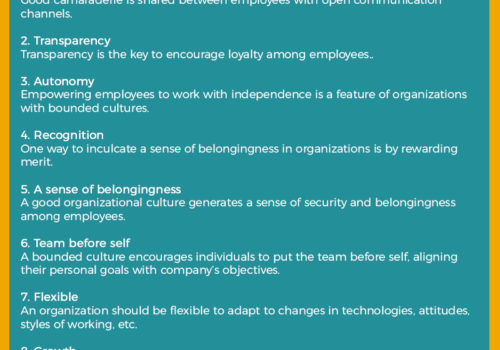 Good camaraderie is shared between employees with open communication
channels.
2. Transparency
Transparency is the key to encourage loyalty among employees..
3. Autonomy
Empowering employees to work with independence is a feature of organizations
with bounded cultures.
4. Recognition
One way to inculcate a sense of belongingness in organizations is by rewarding
merit.
5. A sense of belongingness
A good organizational culture generates a sense of security and belongingness
among employees.
6. Team before self
A bounded culture encourages individuals to put the team before self, aligning
their personal goals with company's objectives.
7. Flexible
An organization should be flexible to adapt to changes in technologies, attitudes,
styles of working, etc.
8. Growth